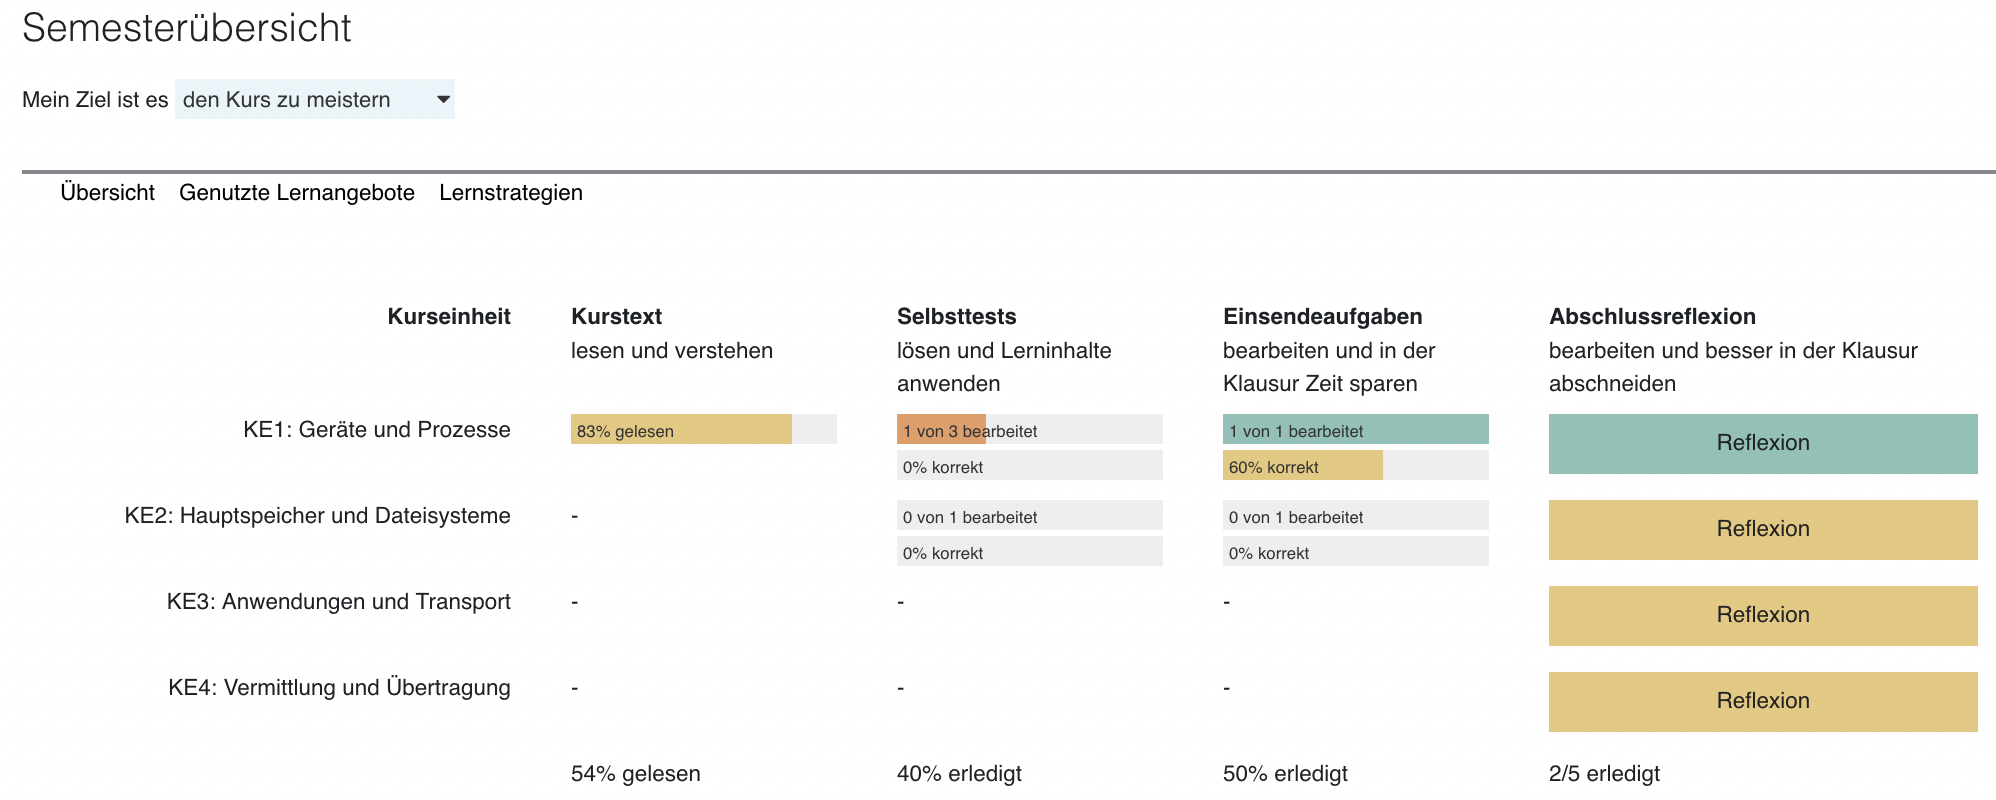 Semesterübersicht
Mein Ziel ist es den Kurs zu meistern
Übersicht Genutzte Lernangebote Lernstrategien
Kurseinheit Kurstext Selbsttests Einsendeaufgaben Abschlussreflexion
lesen und verstehen lösen und Lerninhalte bearbeiten und in der bearbeiten und besser in der Klausur
anwenden Klausur Zeit sparen abschneiden
KE1: Geräte und Prozesse 83% gelesen 1 von 3 bearbeitet 1 von 1 bearbeitet Reflexion
0% korrekt 60% korrekt
KE2: Hauptspeicher und Dateisysteme - 0 von 1 bearbeitet 0 von 1 bearbeitet Reflexion
0% korrekt 0% korrekt
KE3: Anwendungen und Transport - - - Reflexion
KE4: Vermittlung und Übertragung - - - Reflexion
54% gelesen 40% erledigt 50% erledigt 2/5 erledigt